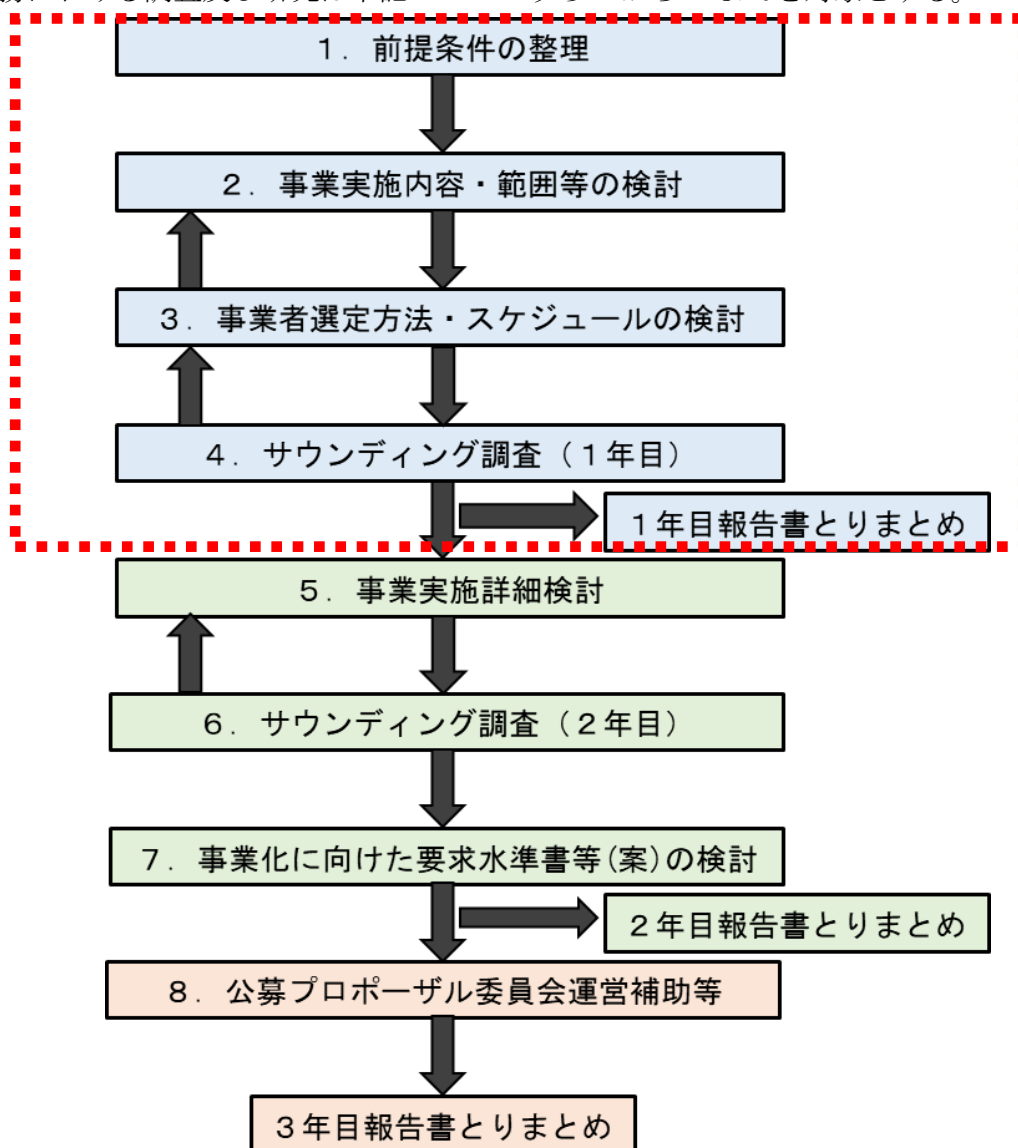 １．前提条件の整理
２．事業実施内容・範囲等の検討
３．事業者選定方法・スケジュールの検討
４．サウンディング調査（１年目）
１年目報告書とりまとめ
５．事業実施詳細検討
６．サウンディング調査（２年目）
７．事業化に向けた要求水準書等(案)の検討
２年目報告書とりまとめ
８．公募プロポーザル委員会運営補助等
３年目報告書とりまとめ